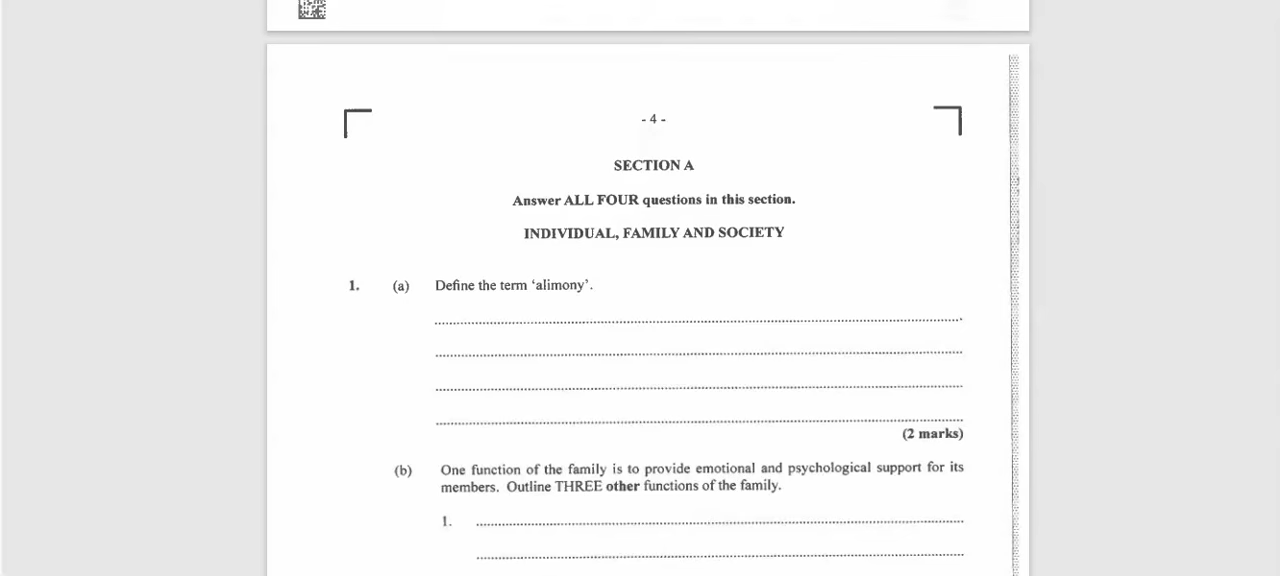 - 4 -
SECTION A
Answer ALL FOUR questions in this section.
INDIVIDUAL, FAMILY AND SOCIETY
1. (a) Define the term ‘alimony’.
(2 marks)
(b) One function of the family is to provide emotional and psychological support for its
members. Outline THREE other functions of the family.
1.